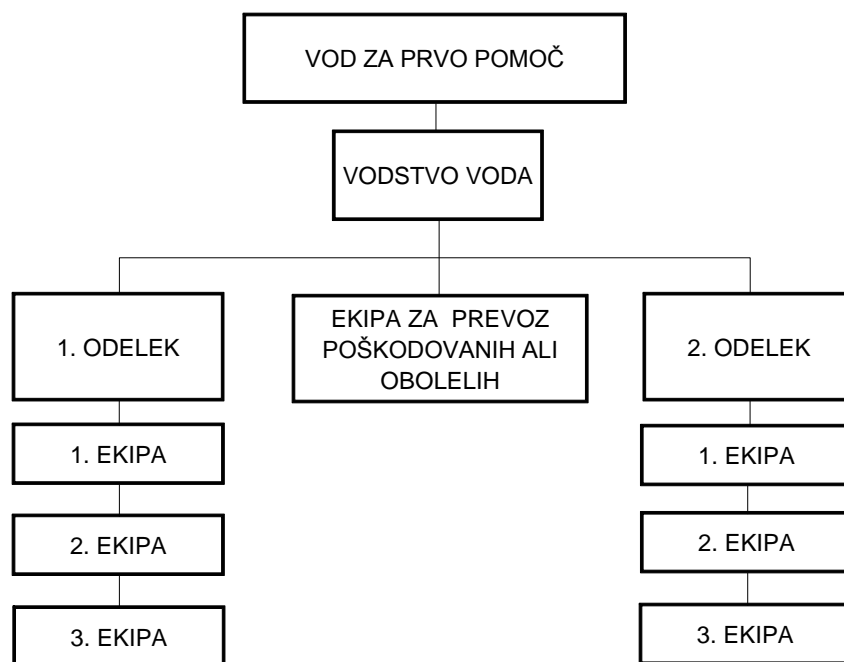 VOD ZA PRVO POMOČ
VODSTVO VODA
1. ODELEK
EKIPA ZA PREVOZ
POŠKODOVANIH ALI
OBOLELIH
2. ODELEK
1. EKIPA
2. EKIPA
3. EKIPA
1. EKIPA
2. EKIPA
3. EKIPA